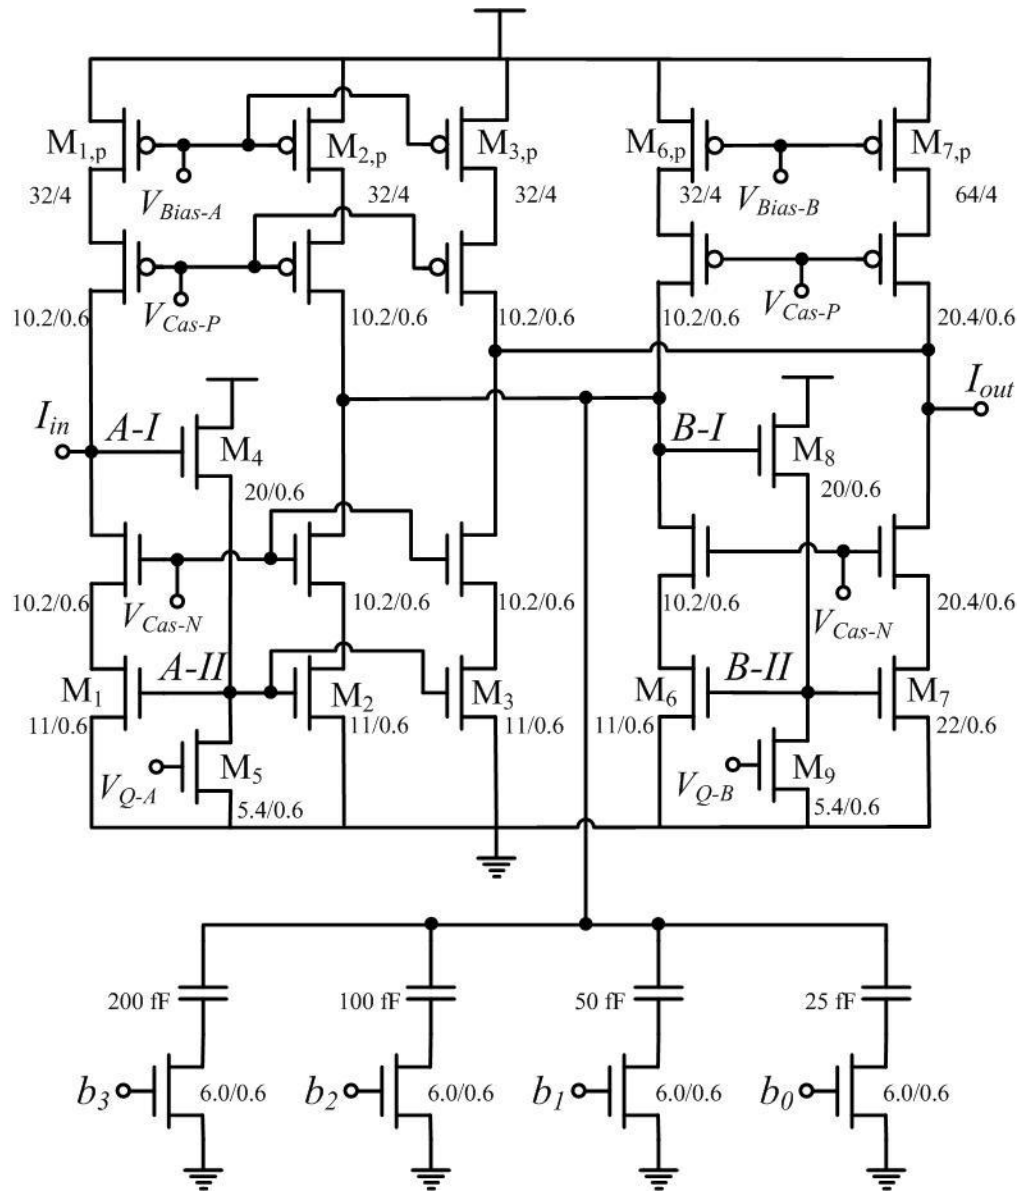 M1,p M2,p M3,p M6,p M7,p
32/4 VBias-A 32/4 32/4 32/4 VBias-B 64/4
10.2/0.6 VCas-P 10.2/0.6 10.2/0.6 10.2/0.6 VCas-P 20.4/0.6
Iin A-I M4 B-I M8 Iout
20/0.6 20/0.6
10.2/0.6 VCas-N 10.2/0.6 10.2/0.6 10.2/0.6 VCas-N 20.4/0.6
M1 A-II M2 M3 M6 B-II M7
11/0.6 11/0.6 11/0.6 11/0.6 22/0.6
VQ-A M5 VQ-B M9
5.4/0.6 5.4/0.6
200 fF 100 fF 50 fF 25 fF
b3 6.0/0.6 b2 6.0/0.6 b1 6.0/0.6 b0 6.0/0.6